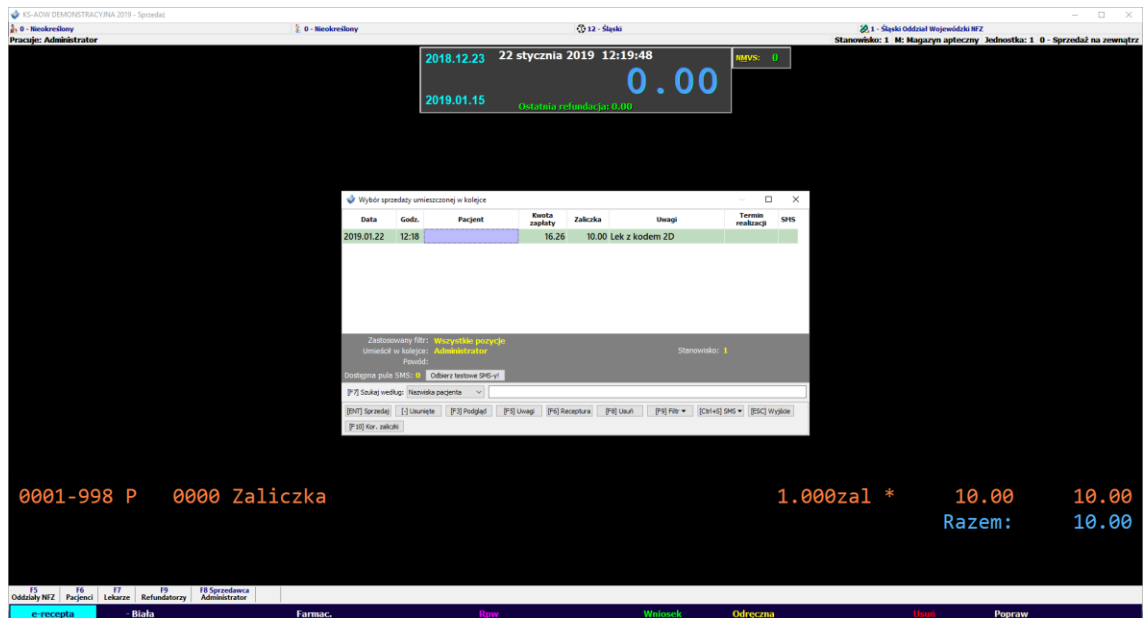 KS-AOW DEMONSTRACYJNA 2019 - Sprzedaż
0 - Nieokreślony 0 - Nieokreślony 12 - Śląski 1 - Śląski Oddział Wojewódzki NFZ
Pracuje: Administrator Stanowisko: 1 M: Magazyn apteczny Jednostka: 1 0 - Sprzedaż na zewnątrz
2018.12.23 22 stycznia 2019 12:19:48 NMVS: 0
0.00
2019.01.15 Ostatnia refundacja: 0.00
Wybór sprzedaży umieszczonej w kolejce
Data Godz. Pacjent Kwota zapłaty Zaliczka Uwagi Termin realizacji SMS
2019.01.22 12:18 16.26 10.00 Lek z kodem 2D
Zastosowany filtr: Wszystkie pozycje
Umieścił w kolejce: Administrator Stanowisko: 1
Powód:
Dostępna pula SMS: 0 Odbierz testowe SMS-y!
[F7] Szukaj według: Nazwiska pacjenta
[ENT] Sprzedaj [-] Usunięte [F3] Podgląd [F5] Uwagi [F6] Receptura [F8] Usuń [F9] Filtr [Ctrl+S] SMS [ESC] Wyjście
[F10] Kor. zaliczki
0001-998 P 0000 Zaliczka 1.000zal * 10.00 10.00
Razem: 10.00
F5 F6 F7 F9 F8 Sprzedawca
Oddziały NFZ Pacjenci Lekarze Refundatorzy Administrator
e-recepta - Biała Farmac. Rpw Wniosek Odręczna Usuń Popraw